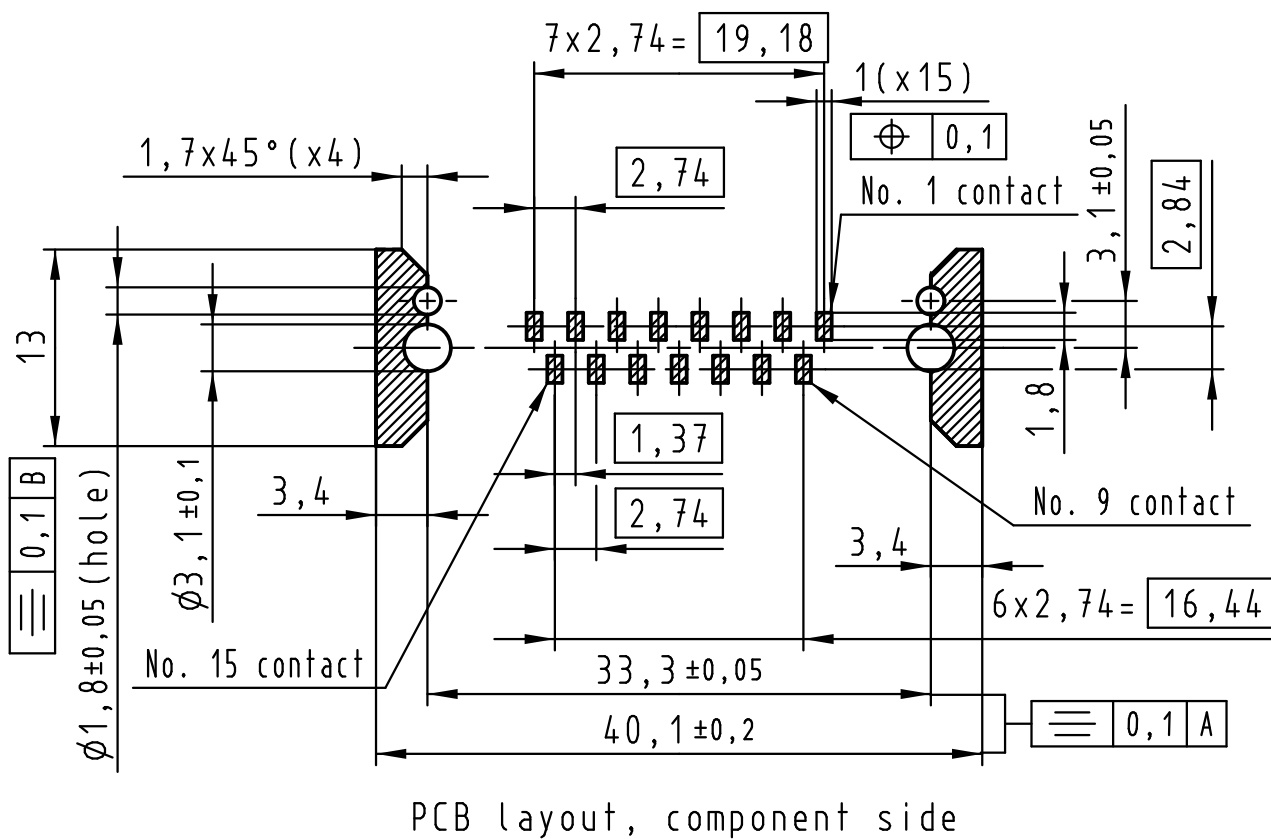 7x2,74= 19,18
1(x15)
⌖ 0,1
1,7x45°(x4)
2,74
No. 1 contact
3,1±0,05
2,84
13
1,37
2,74
1,8
3,4
No. 9 contact
3,4
⌯ 0,1 B
Ø1,8±0,05(hole)
Ø3,1±0,1
6x2,74= 16,44
No. 15 contact
33,3±0,05
40,1±0,2
⌯ 0,1 A
PCB layout, component side